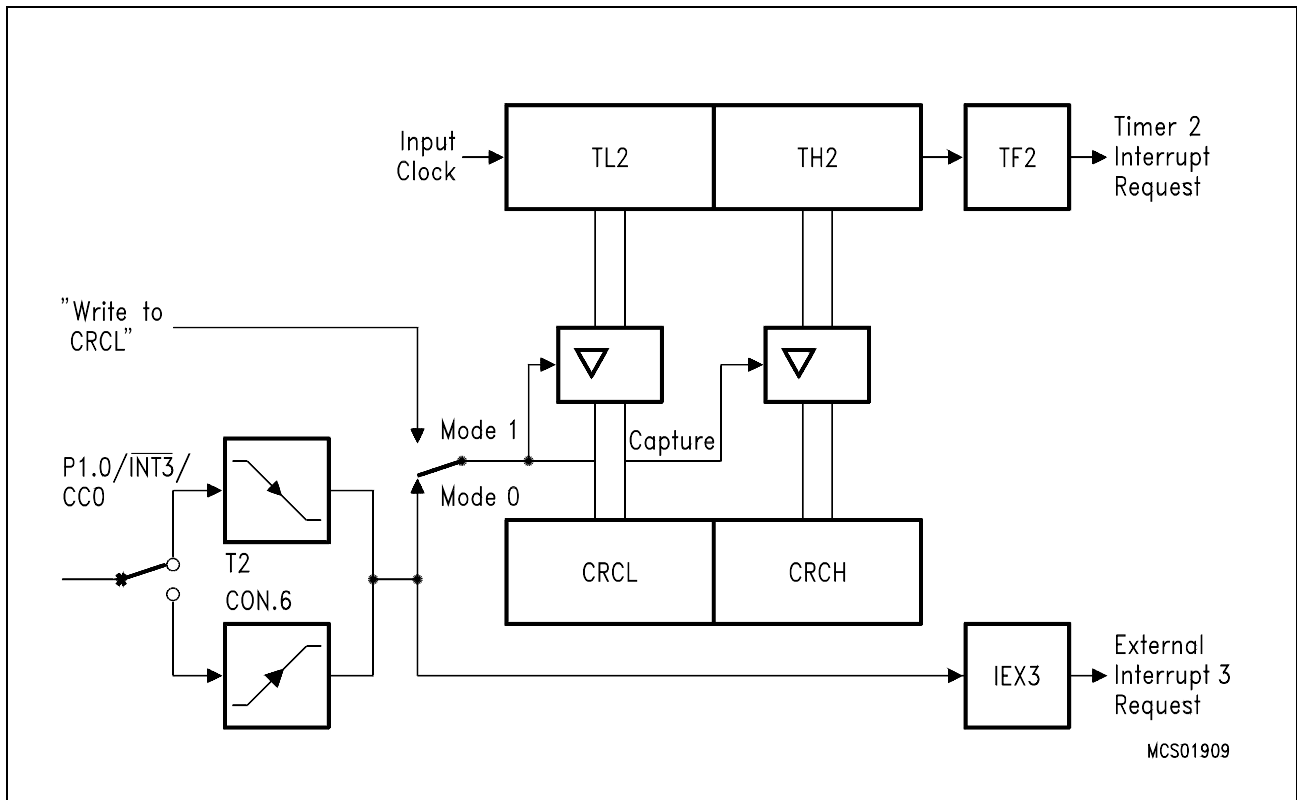 Input
Clock
TL2
TH2
TF2
Timer 2
Interrupt
Request
"Write to
CRCL"
Mode 1
Capture
Mode 0
P1.0/I̅N̅T̅3̅/
CC0
T2
CON.6
CRCL
CRCH
IEX3
External
Interrupt 3
Request
MCS01909